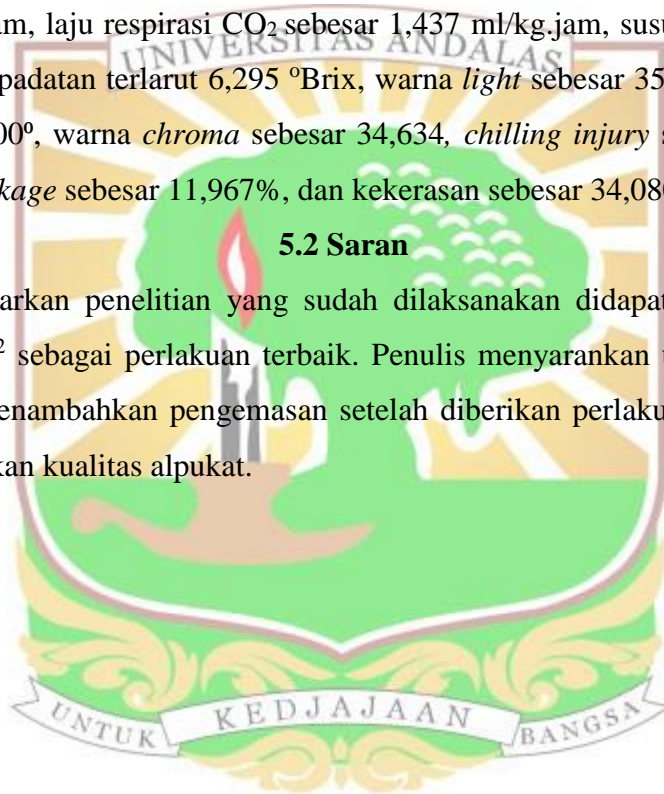 am, laju respirasi CO₂ sebesar 1,437 ml/kg.jam, susu
UNIVERSITAS ANDALAS
padatan terlarut 6,295 °Brix, warna light sebesar 35
00⁰, warna chroma sebesar 34,634, chilling injury s
kage sebesar 11,967%, dan kekerasan sebesar 34,080
5.2 Saran
arkan penelitian yang sudah dilaksanakan didapat
² sebagai perlakuan terbaik. Penulis menyarankan u
enambahkan pengemasan setelah diberikan perlaku
kan kualitas alpukat.
UNTUK KEDJAJAAN BANGSA